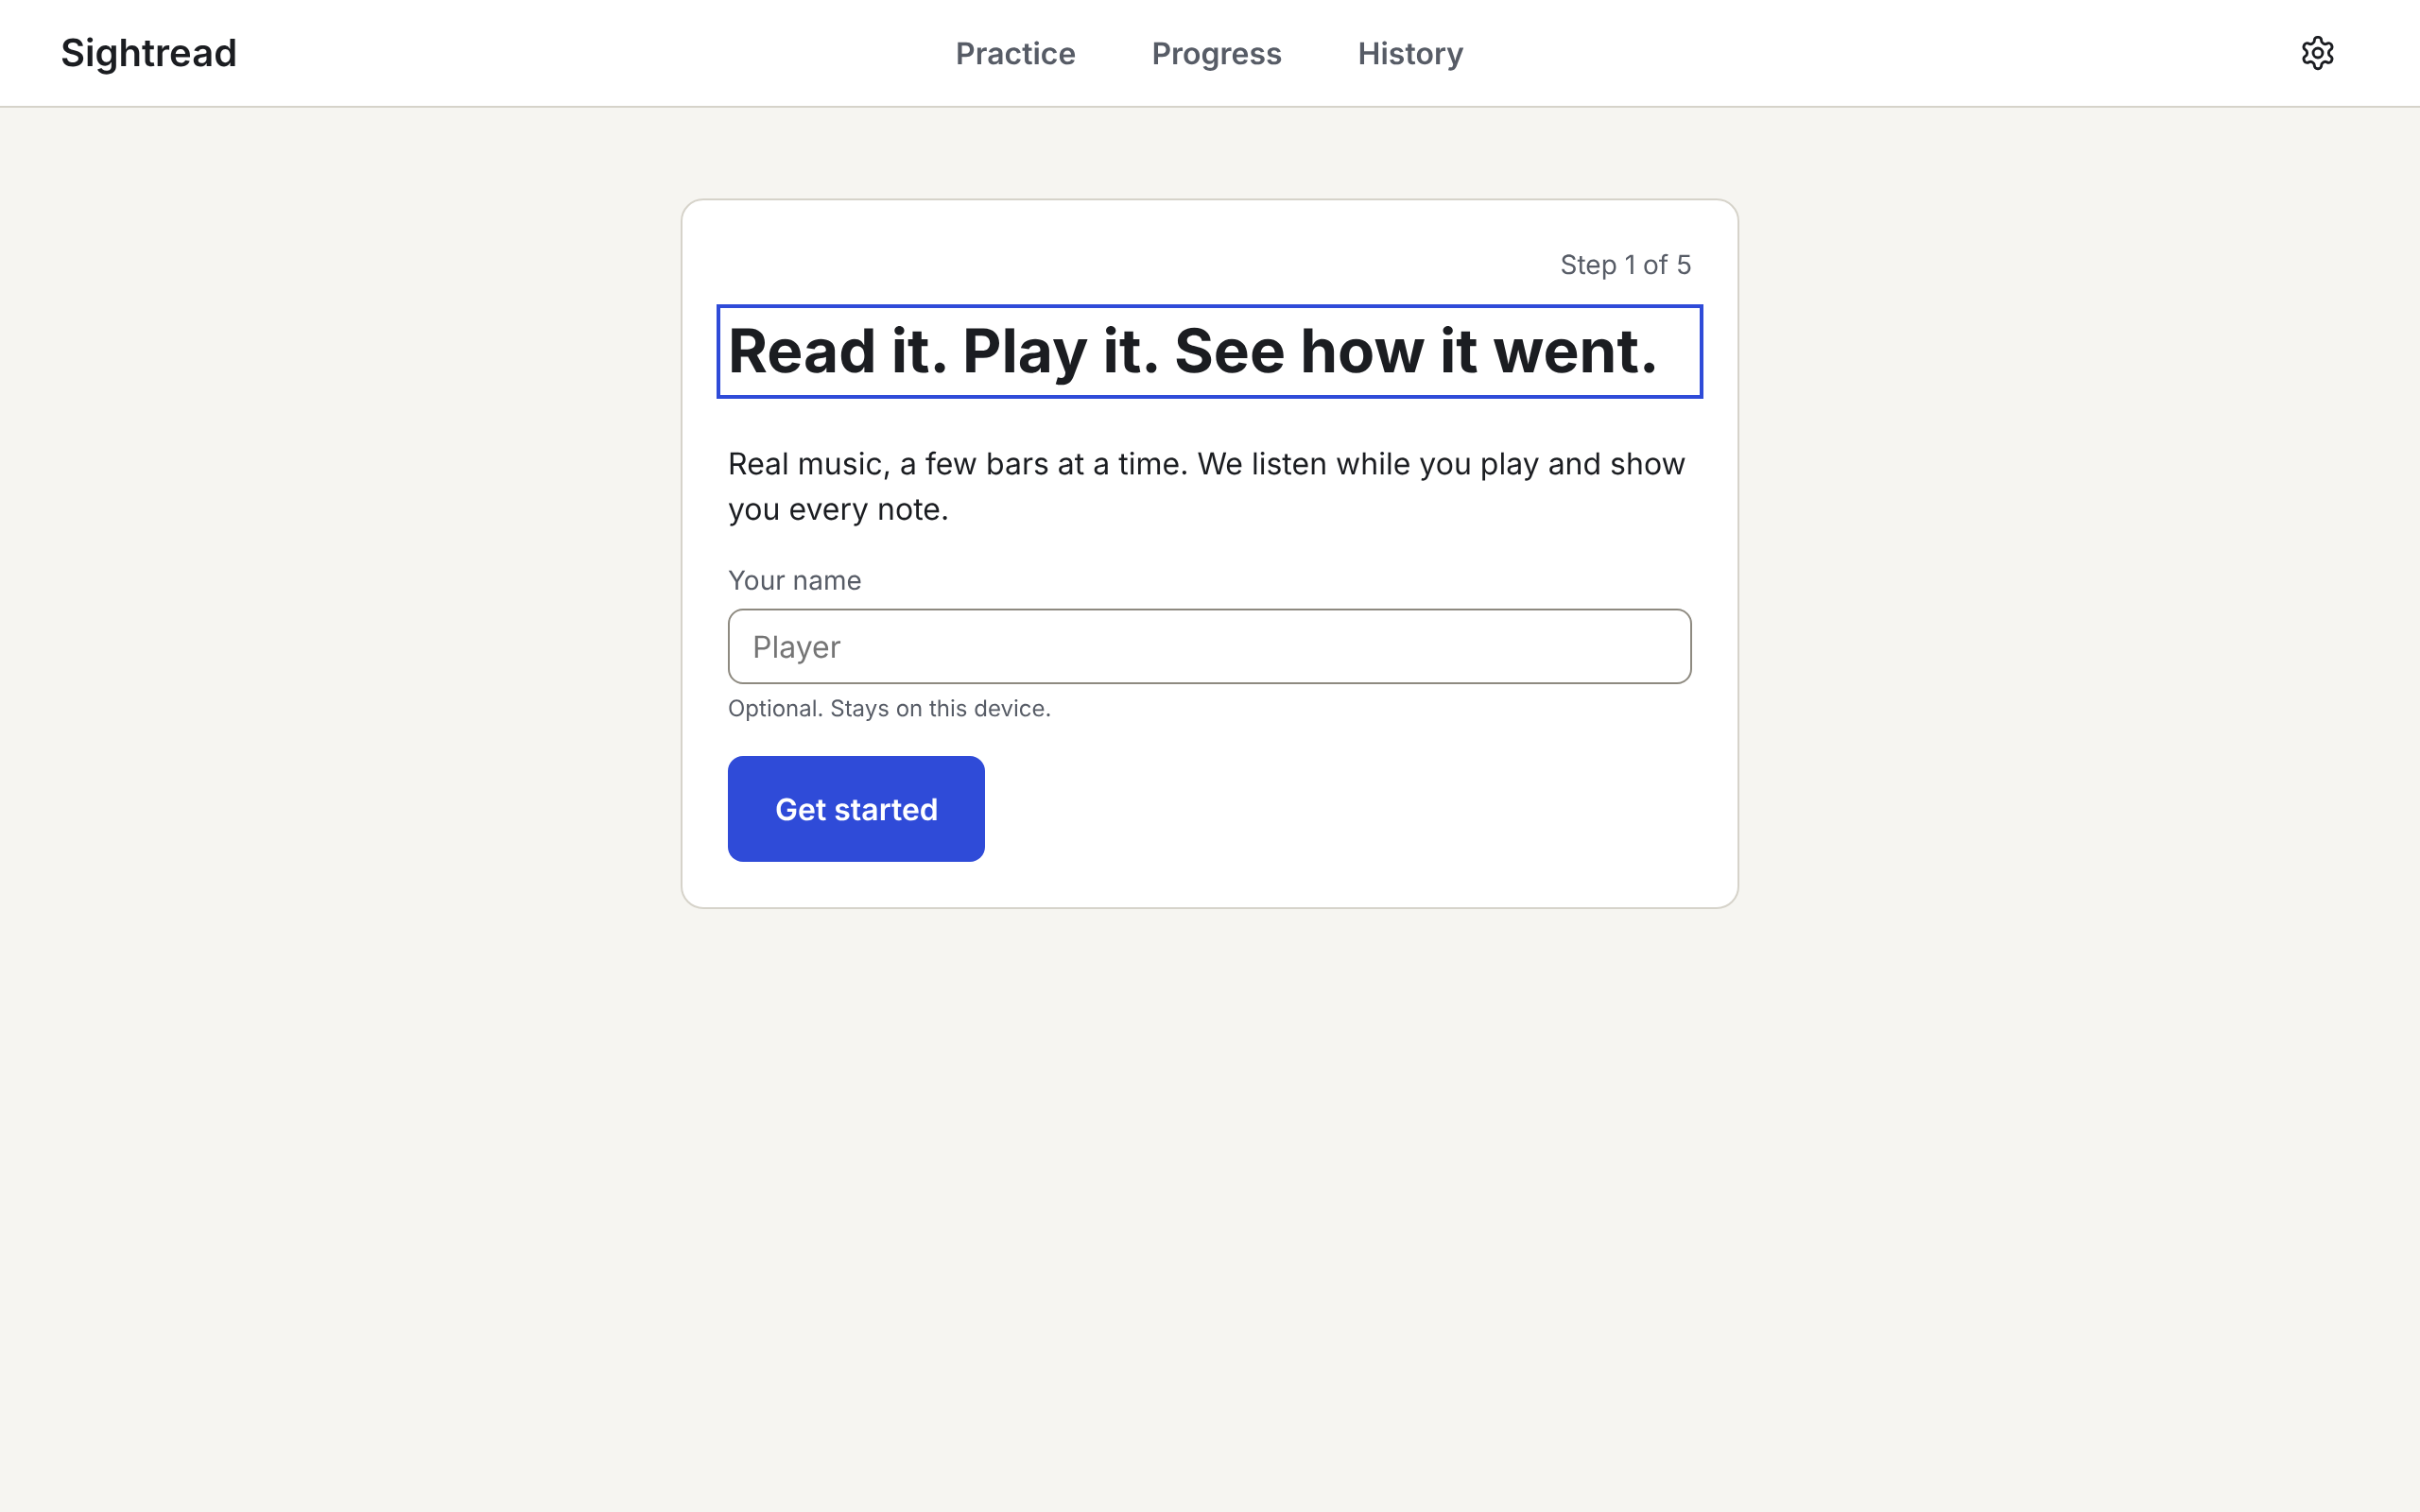 Sightread
Practice
Progress
History
Step 1 of 5
Read it. Play it. See how it went.
Real music, a few bars at a time. We listen while you play and show
you every note.
Your name
Player
Optional. Stays on this device.
Get started